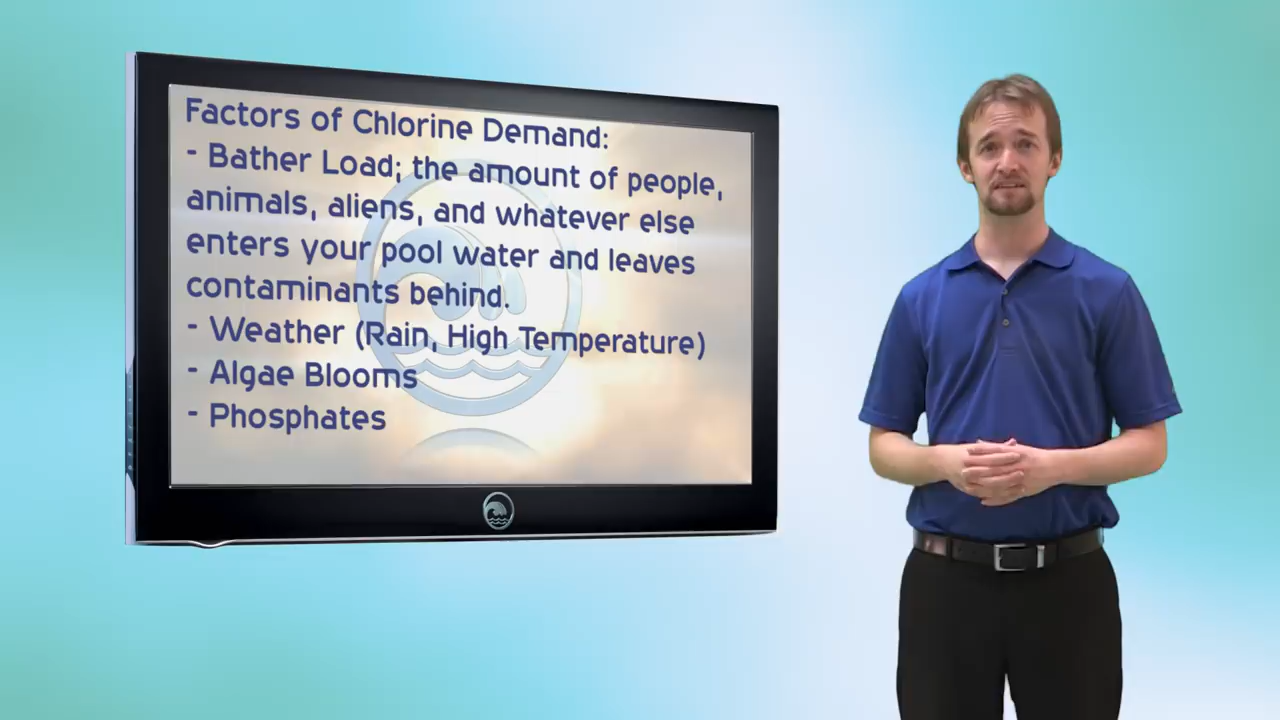 Factors of Chlorine Demand:
- Bather Load; the amount of people,
animals, aliens, and whatever else
enters your pool water and leaves
contaminants behind.
- Weather (Rain, High Temperature)
- Algae Blooms
- Phosphates